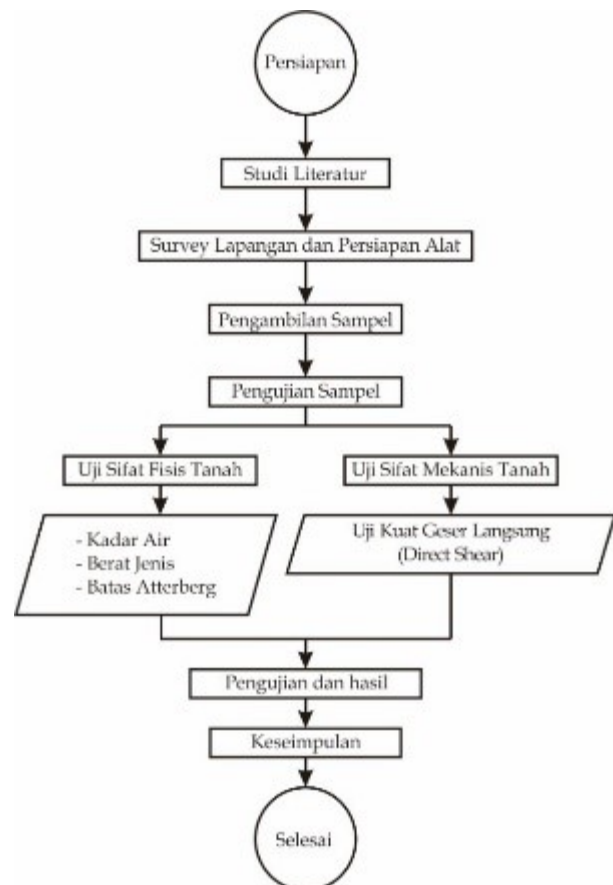 Persiapan
Studi Literatur
Survey Lapangan dan Persiapan Alat
Pengambilan Sampel
Pengujian Sampel
Uji Sifat Fisis Tanah
Uji Sifat Mekanis Tanah
- Kadar Air
- Berat Jenis
- Batas Atterberg
Uji Kuat Geser Langsung
(Direct Shear)
Pengujian dan hasil
Keseimpulan
Selesai